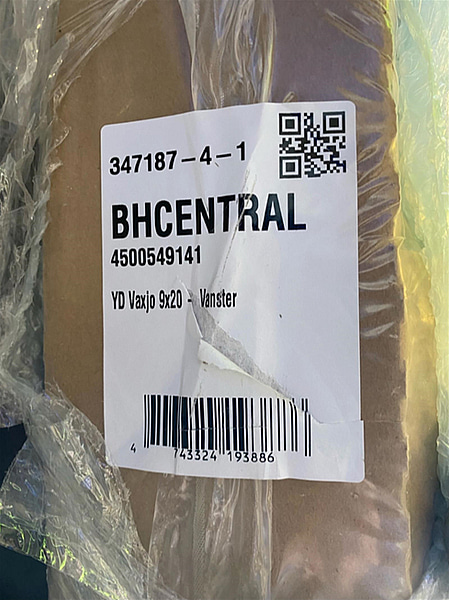 347187-4-1
BHCENTRAL
4500549141
YD Vaxjo 9x20 - Vanster
4 743324 193886